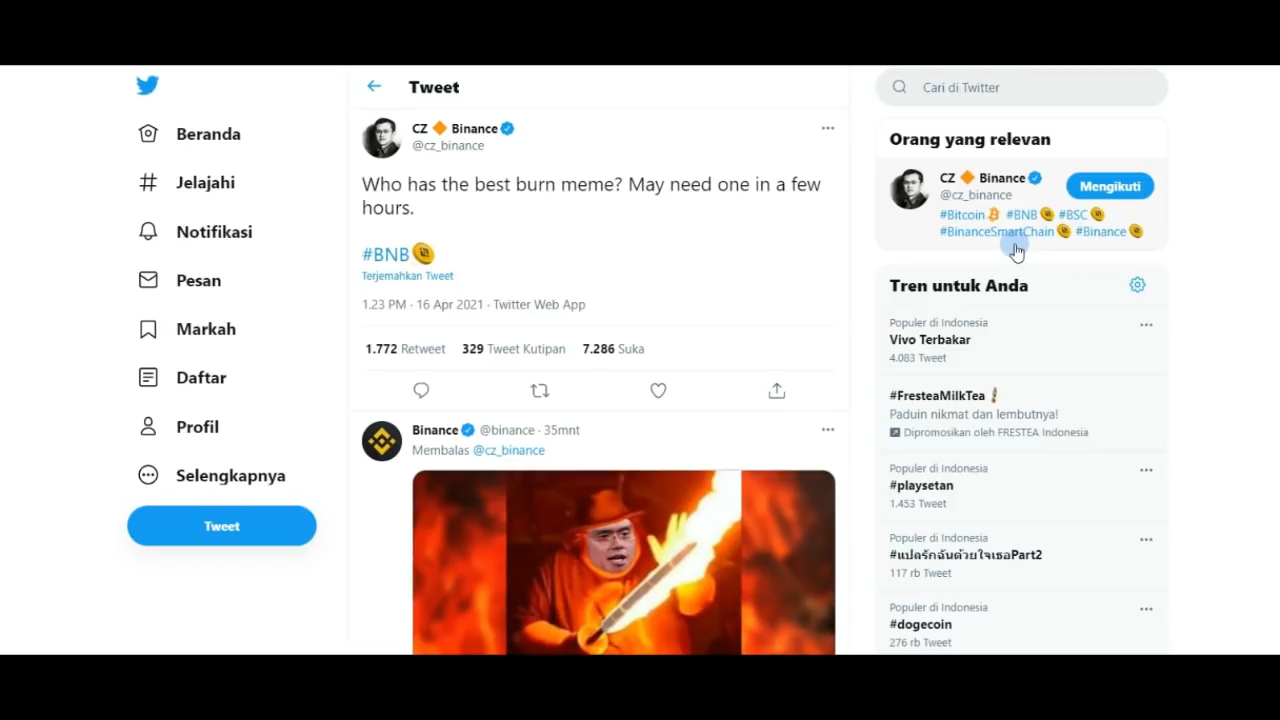 Beranda
Jelajahi
Notifikasi
Pesan
Markah
Daftar
Profil
Selengkapnya
Tweet
Tweet
CZ 🔶 Binance
@cz_binance
Who has the best burn meme? May need one in a few
hours.
#BNB
Terjemahkan Tweet
1.23 PM · 16 Apr 2021 · Twitter Web App
1.772 Retweet 329 Tweet Kutipan 7.286 Suka
Binance @binance · 35mnt
Membalas @cz_binance
Cari di Twitter
Orang yang relevan
CZ 🔶 Binance
@cz_binance
Mengikuti
#Bitcoin #BNB #BSC
#BinanceSmartChain #Binance
Tren untuk Anda
Populer di Indonesia
Vivo Terbakar
4.083 Tweet
#FresteaMilkTea
Paduin nikmat dan lembutnya!
Dipromosikan oleh FRESTEA Indonesia
Populer di Indonesia
#playsetan
1.453 Tweet
Populer di Indonesia
#แปลรักฉันด้วยใจเธอPart2
117 rb Tweet
Populer di Indonesia
#dogecoin
276 rb Tweet